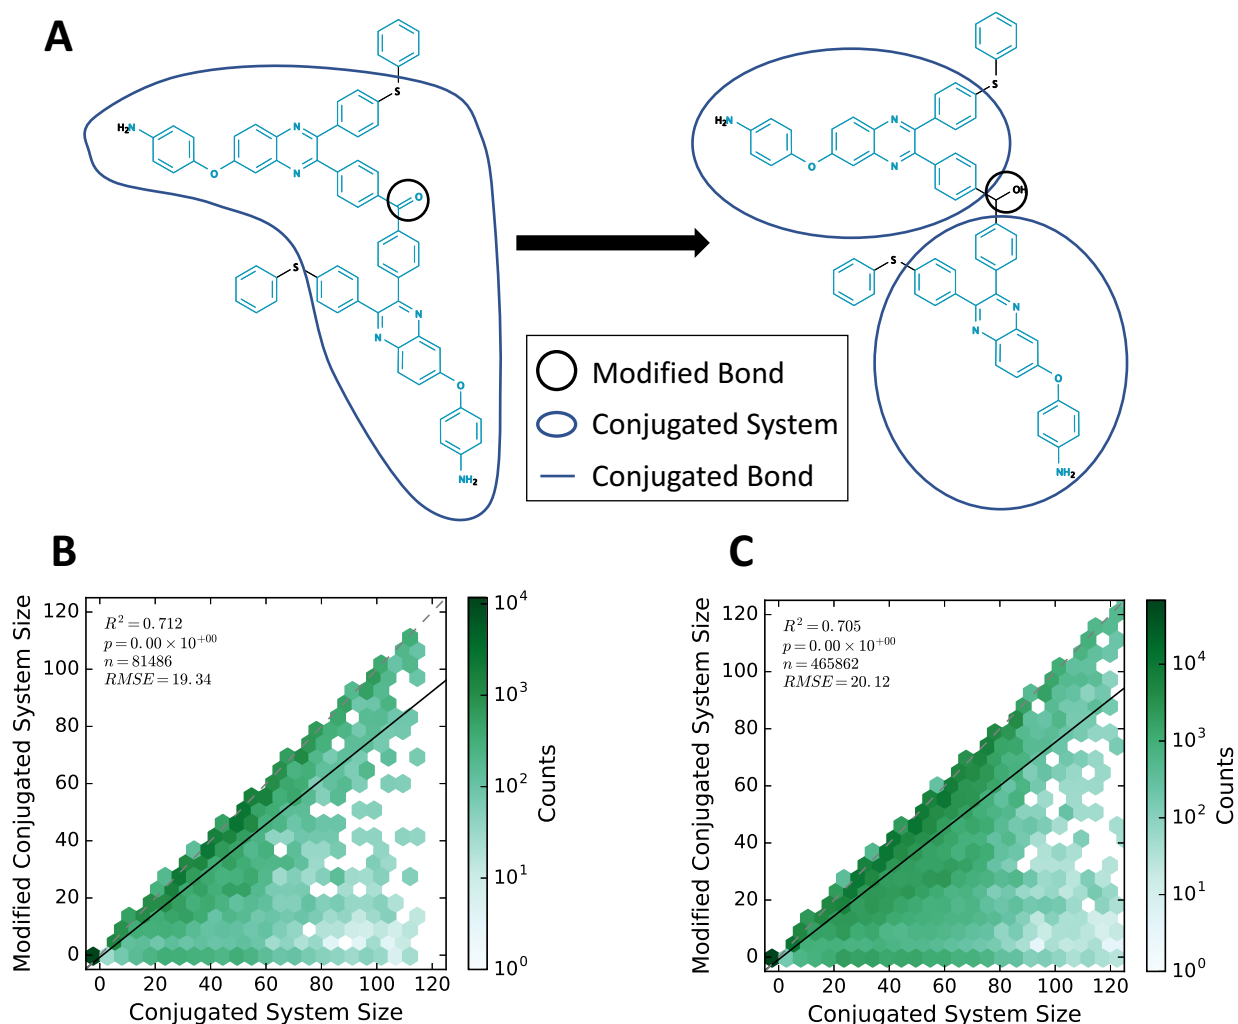 A
S
H₂N
N
N
O
O
S
N
N
O
NH₂
S
H₂N
N
N
O
OH
S
N
N
O
NH₂
Modified Bond
Conjugated System
Conjugated Bond
B
Modified Conjugated System Size
120
100
80
60
40
20
0
R² = 0.712
p = 0.00 × 10⁺⁰⁰
n = 81486
RMSE = 19.34
0 20 40 60 80 100 120
Conjugated System Size
10⁴
10³
10²
10¹
10⁰
Counts
C
Modified Conjugated System Size
120
100
80
60
40
20
0
R² = 0.705
p = 0.00 × 10⁺⁰⁰
n = 465862
RMSE = 20.12
0 20 40 60 80 100 120
Conjugated System Size
10⁴
10³
10²
10¹
10⁰
Counts